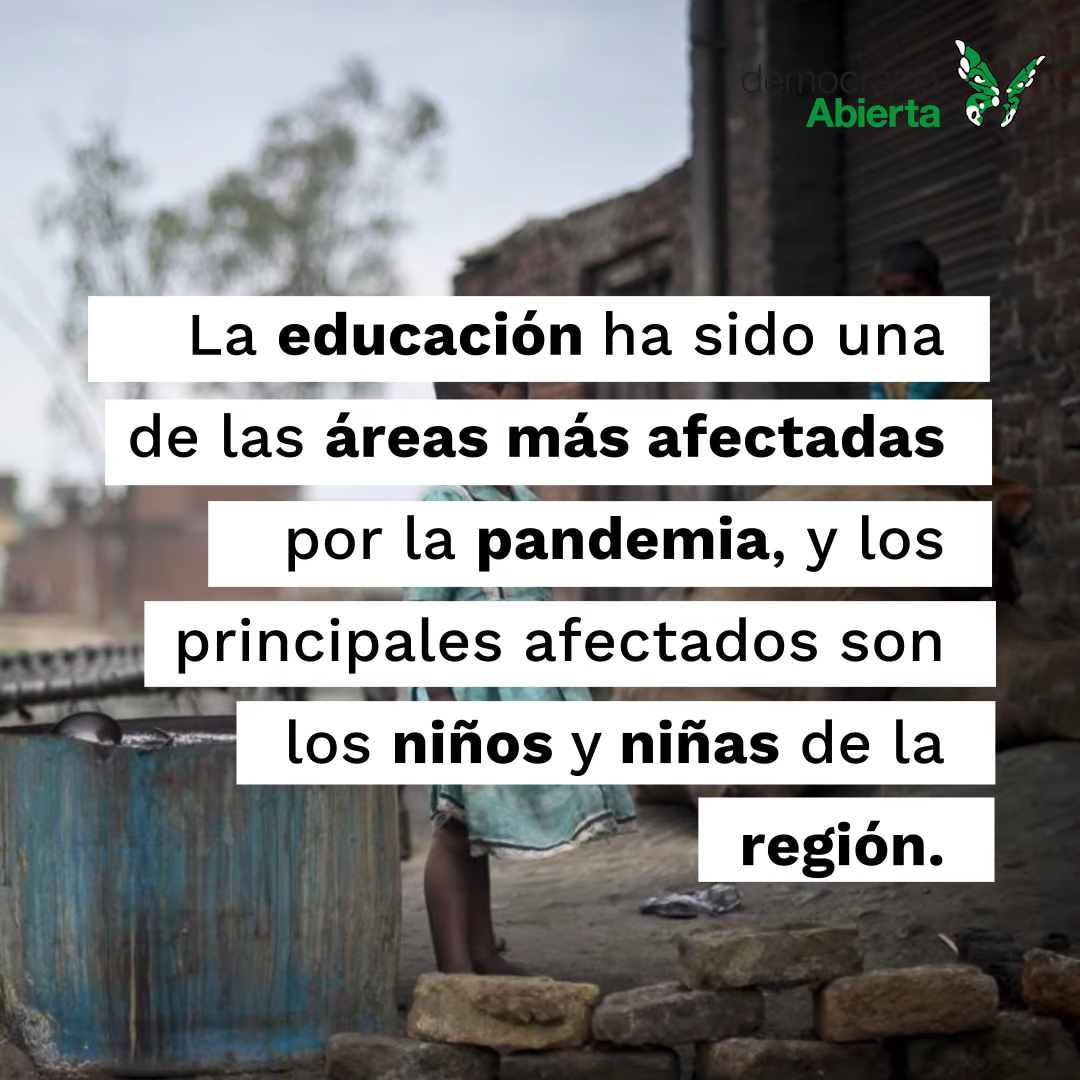 democracia
Abierta
La educación ha sido una
de las áreas más afectadas
por la pandemia, y los
principales afectados son
los niños y niñas de la
región.